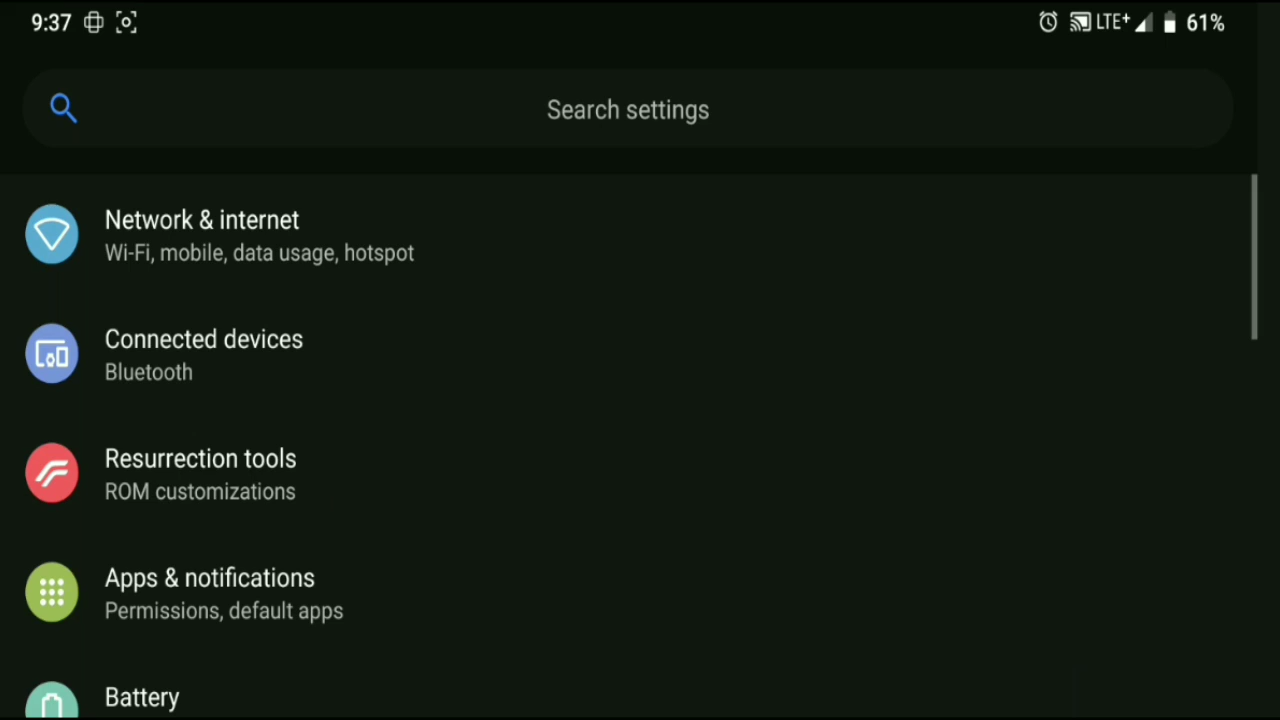 9:37 LTE+ 61%
Search settings
Network & internet
Wi-Fi, mobile, data usage, hotspot
Connected devices
Bluetooth
Resurrection tools
ROM customizations
Apps & notifications
Permissions, default apps
Battery